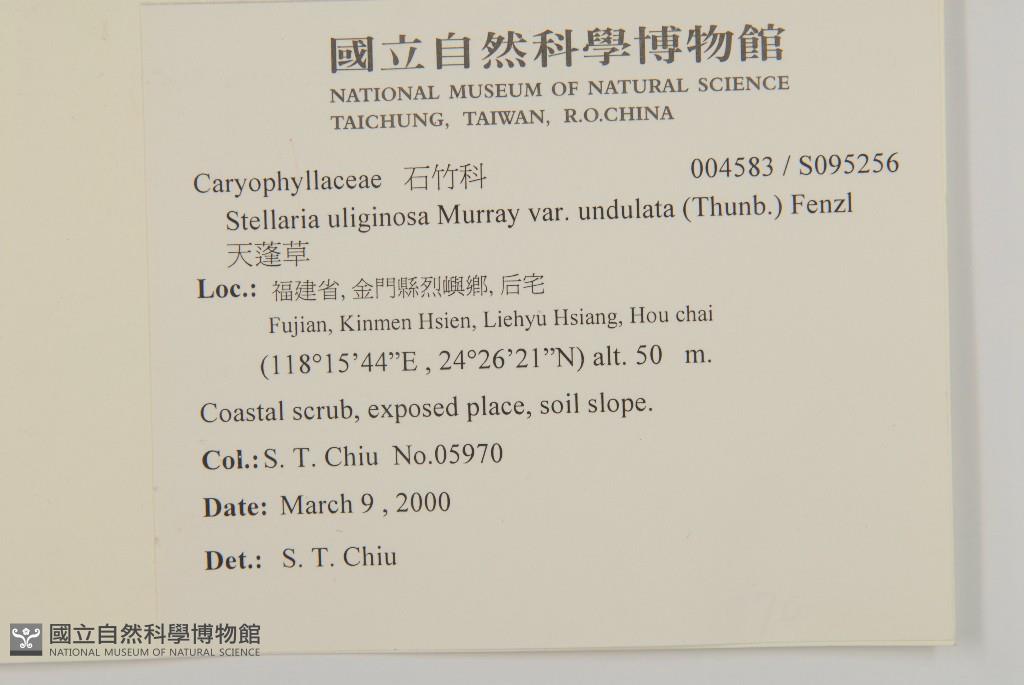 國立自然科學博物館
NATIONAL MUSEUM OF NATURAL SCIENCE
TAICHUNG, TAIWAN, R.O.CHINA
Caryophyllaceae 石竹科 004583 / S095256
Stellaria uliginosa Murray var. undulata (Thunb.) Fenzl
天蓬草
Loc.: 福建省, 金門縣烈嶼鄉, 后宅
Fujian, Kinmen Hsien, Liehyu Hsiang, Hou chai
(118°15’44”E , 24°26’21”N) alt. 50 m.
Coastal scrub, exposed place, soil slope.
Col.: S. T. Chiu No.05970
Date: March 9 , 2000
Det.: S. T. Chiu
國立自然科學博物館
NATIONAL MUSEUM OF NATURAL SCIENCE